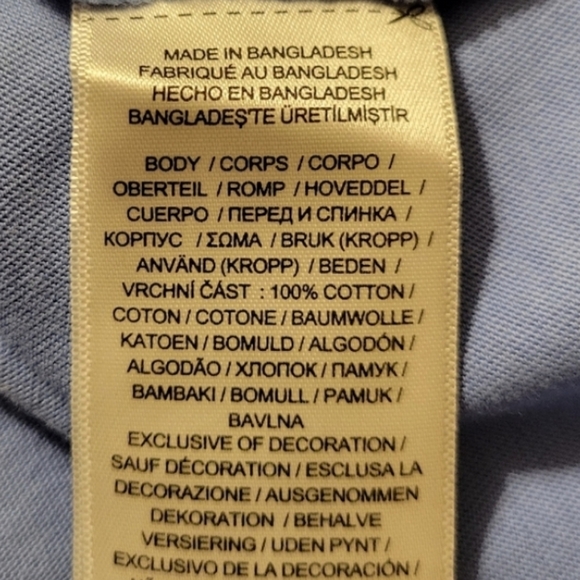 MADE IN BANGLADESH
FABRIQUÉ AU BANGLADESH
HECHO EN BANGLADESH
BANGLADEŞ'TE ÜRETİLMİŞTİR
BODY / CORPS / CORPO /
OBERTEIL / ROMP / HOVEDDEL /
CUERPO / ПЕРЕД И СПИНКА /
КОРПУС / ΣΩΜΑ / BRUK (KROPP) /
ANVÄND (KROPP) / BEDEN /
VRCHNÍ ČÁST : 100% COTTON /
COTON / COTONE / BAUMWOLLE /
KATOEN / BOMULD / ALGODÓN /
ALGODÃO / ХЛОПОК / ПАМУК /
BAMBAKI / BOMULL / PAMUK /
BAVLNA
EXCLUSIVE OF DECORATION /
SAUF DÉCORATION / ESCLUSA LA
DECORAZIONE / AUSGENOMMEN
DEKORATION / BEHALVE
VERSIERING / UDEN PYNT /
EXCLUSIVO DE LA DECORACIÓN /